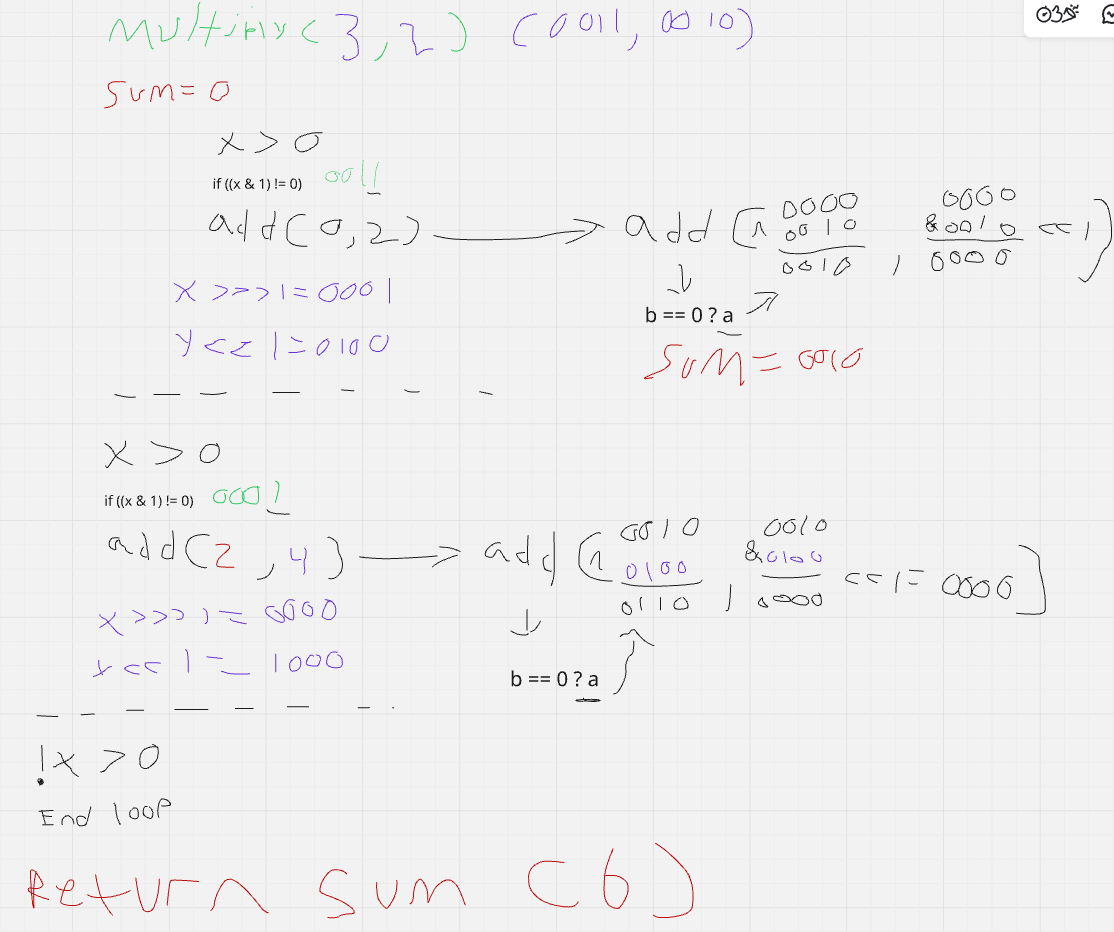 Multiply(3,2) (0011, 0010)
sum=0
x > 0
if ((x & 1) != 0) 0011
add(0,2) → add(^ 0000 0010 0010 , 0000 &0010 0000 <<1)
x >>> 1 = 0001
b == 0 ? a
y << 1 = 0100
sum = 0010
x > 0
if ((x & 1) != 0) 0001
add(2,4) → add(^ 0010 0100 0110 , 0010 &0100 0000 <<1 = 0000)
x >>> 1 = 0000
y << 1 = 1000
b == 0 ? a
!x > 0
End loop
Return sum (6)